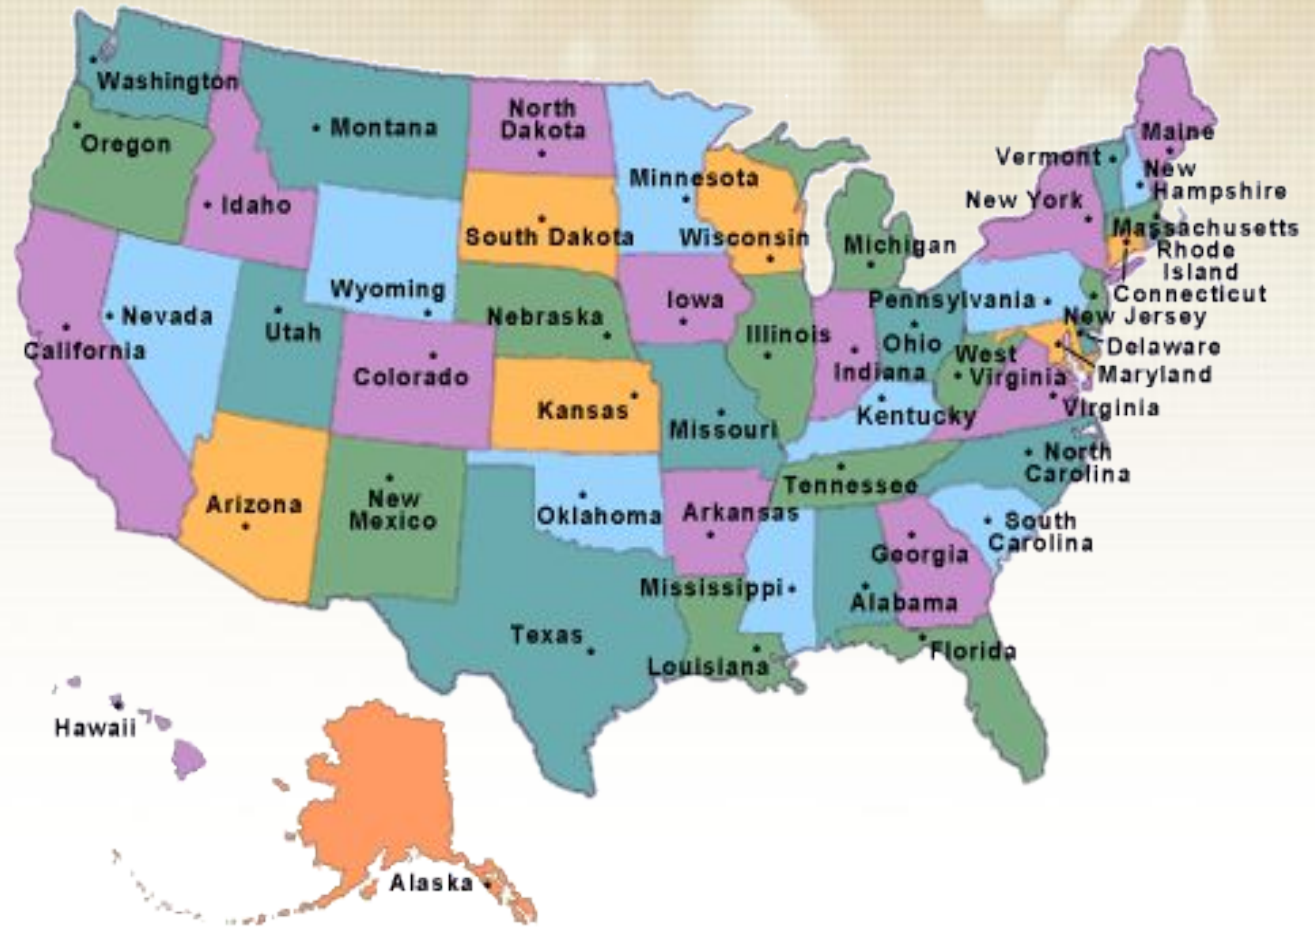 Washington
Oregon
Montana
Idaho
North
Dakota
South Dakota
Minnesota
Wisconsin
Michigan
Vermont
Maine
New
Hampshire
New York
Massachusetts
Rhode
Island
Connecticut
New Jersey
Delaware
Maryland
Pennsylvania
Wyoming
Nebraska
Iowa
Illinois
Indiana
Ohio
West
Virginia
Virginia
Nevada
Utah
California
Colorado
Kansas
Missouri
Kentucky
North
Carolina
Tennessee
South
Carolina
Arizona
New
Mexico
Oklahoma
Arkansas
Georgia
Mississippi
Alabama
Texas
Louisiana
Florida
Hawaii
Alaska